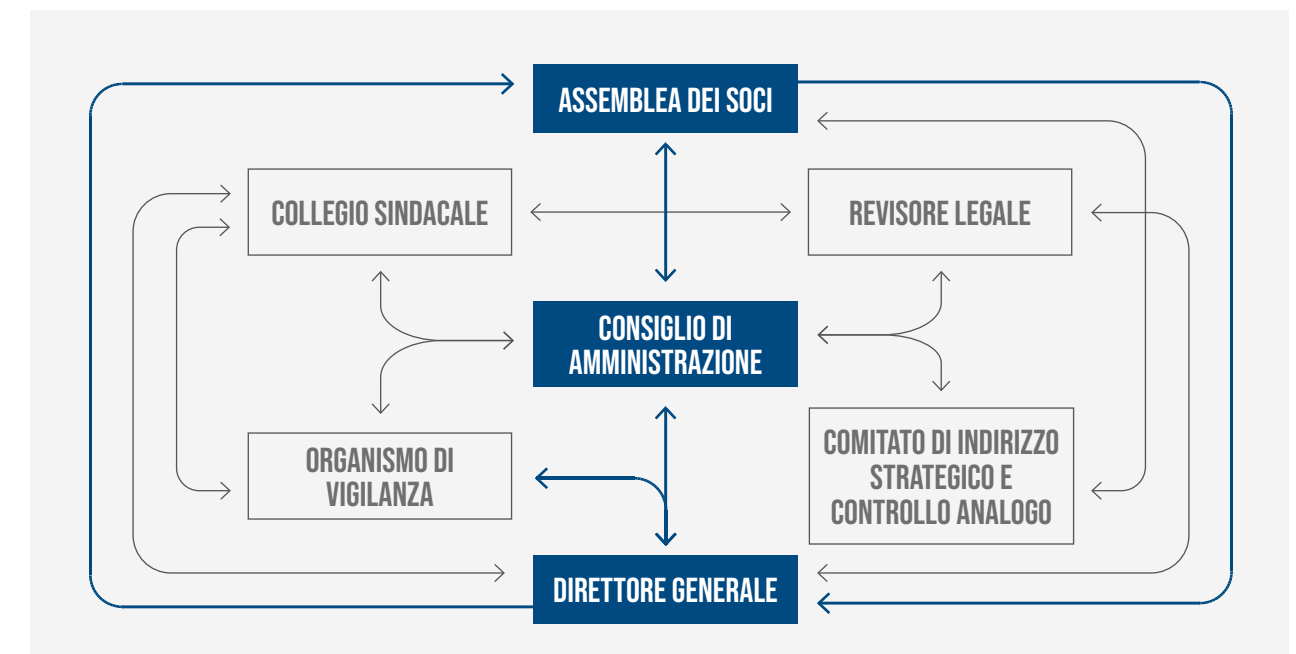 ASSEMBLEA DEI SOCI
COLLEGIO SINDACALE
REVISORE LEGALE
CONSIGLIO DI
AMMINISTRAZIONE
ORGANISMO DI
VIGILANZA
COMITATO DI INDIRIZZO
STRATEGICO E
CONTROLLO ANALOGO
DIRETTORE GENERALE